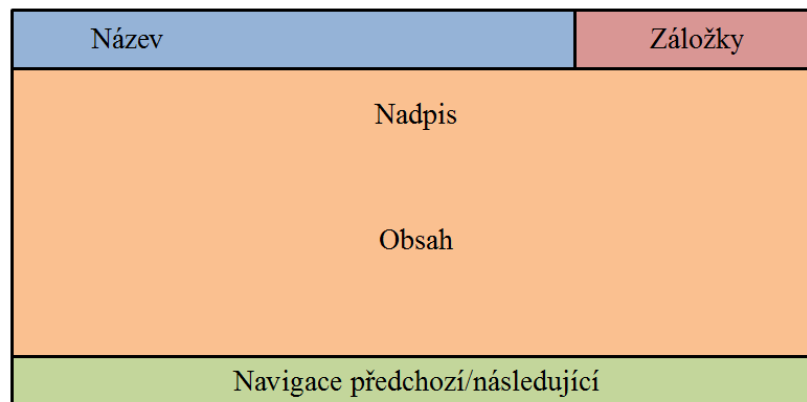 Název
Záložky
Nadpis
Obsah
Navigace předchozí/následující